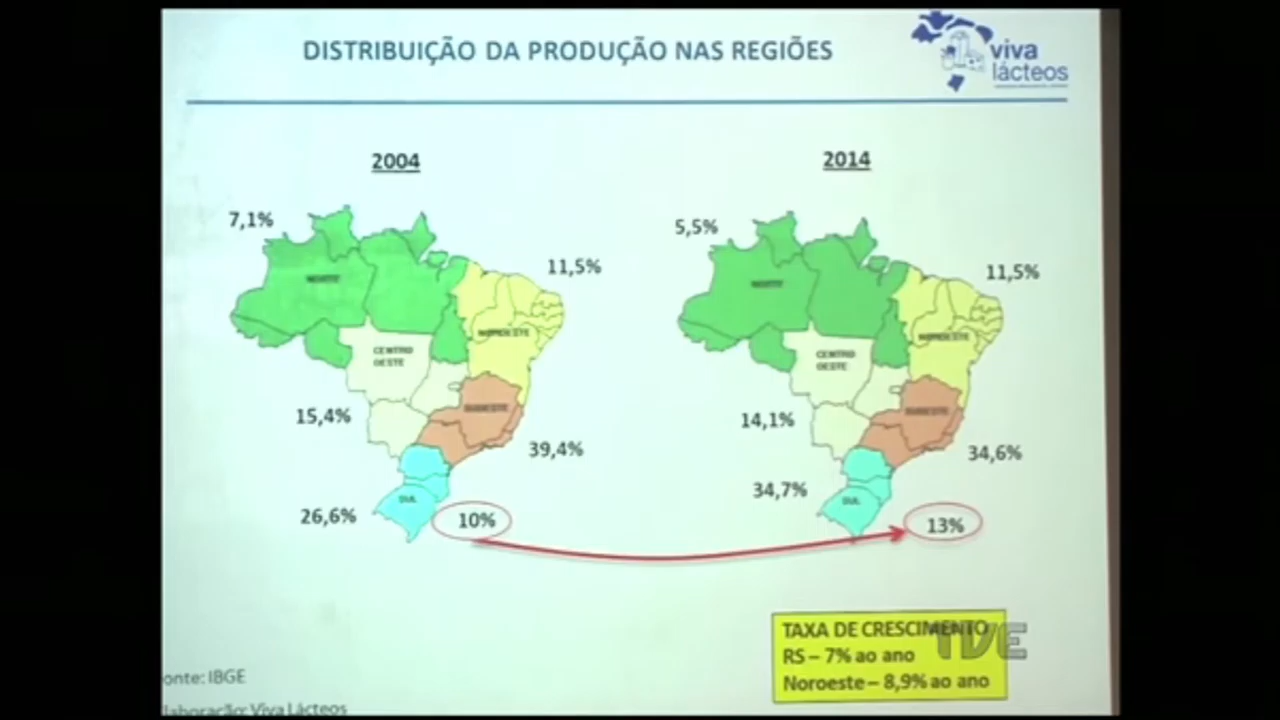 DISTRIBUIÇÃO DA PRODUÇÃO NAS REGIÕES
viva
lácteos
2004
2014
7,1%
11,5%
NORTE
NORDESTE
CENTRO
OESTE
15,4%
SUDESTE
39,4%
SUL
26,6%
10%
5,5%
11,5%
NORTE
NORDESTE
CENTRO
OESTE
14,1%
SUDESTE
34,6%
34,7%
SUL
13%
TAXA DE CRESCIMENTO
RS – 7% ao ano
Noroeste – 8,9% ao ano
TVE
onte: IBGE
laboração: Viva Lácteos